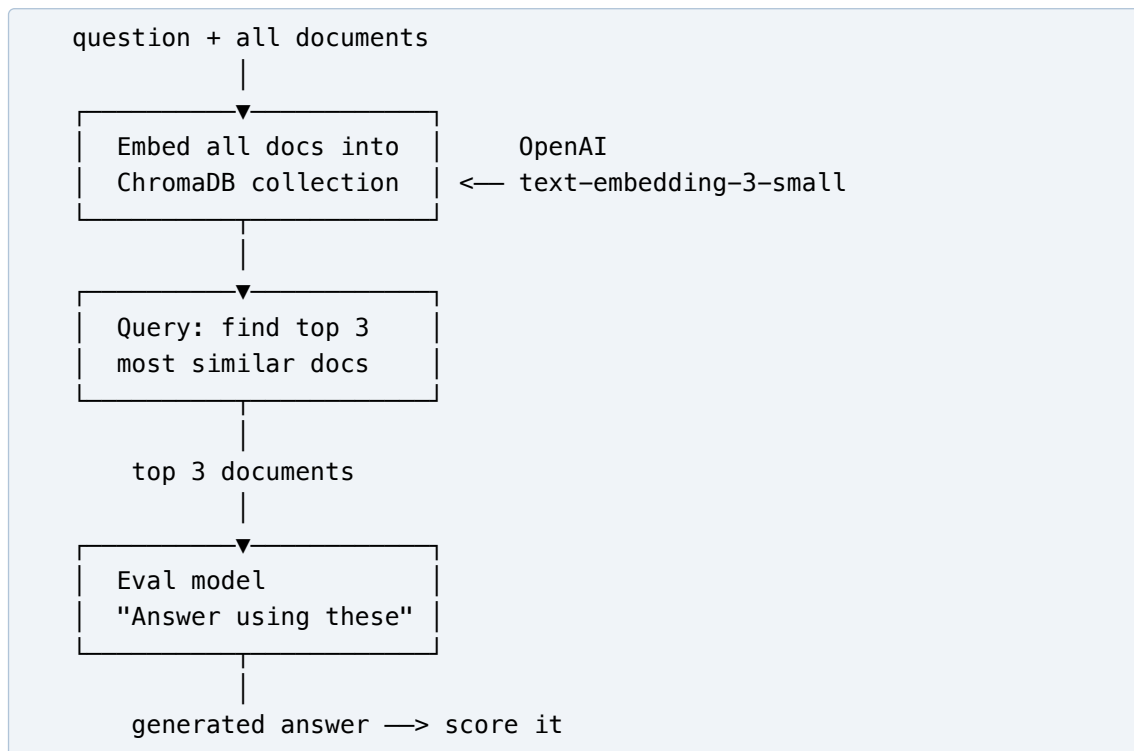 question + all documents
Embed all docs into OpenAI
ChromaDB collection <── text-embedding-3-small
Query: find top 3
most similar docs
top 3 documents
Eval model
"Answer using these"
generated answer ──> score it